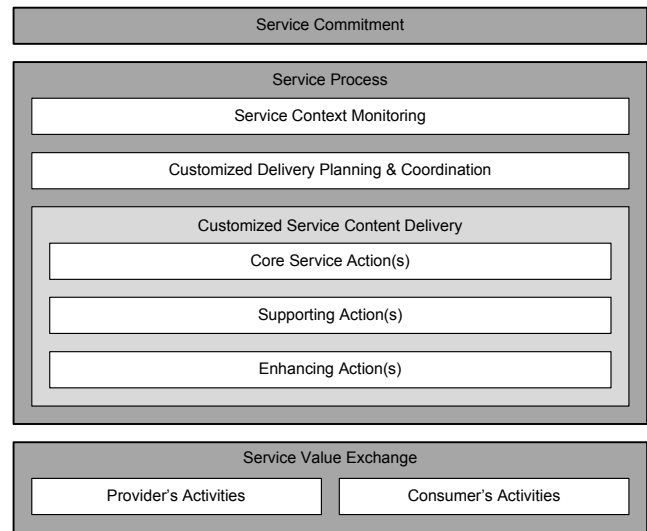 Service Commitment
Service Process
Service Context Monitoring
Customized Delivery Planning & Coordination
Customized Service Content Delivery
Core Service Action(s)
Supporting Action(s)
Enhancing Action(s)
Service Value Exchange
Provider's Activities
Consumer's Activities